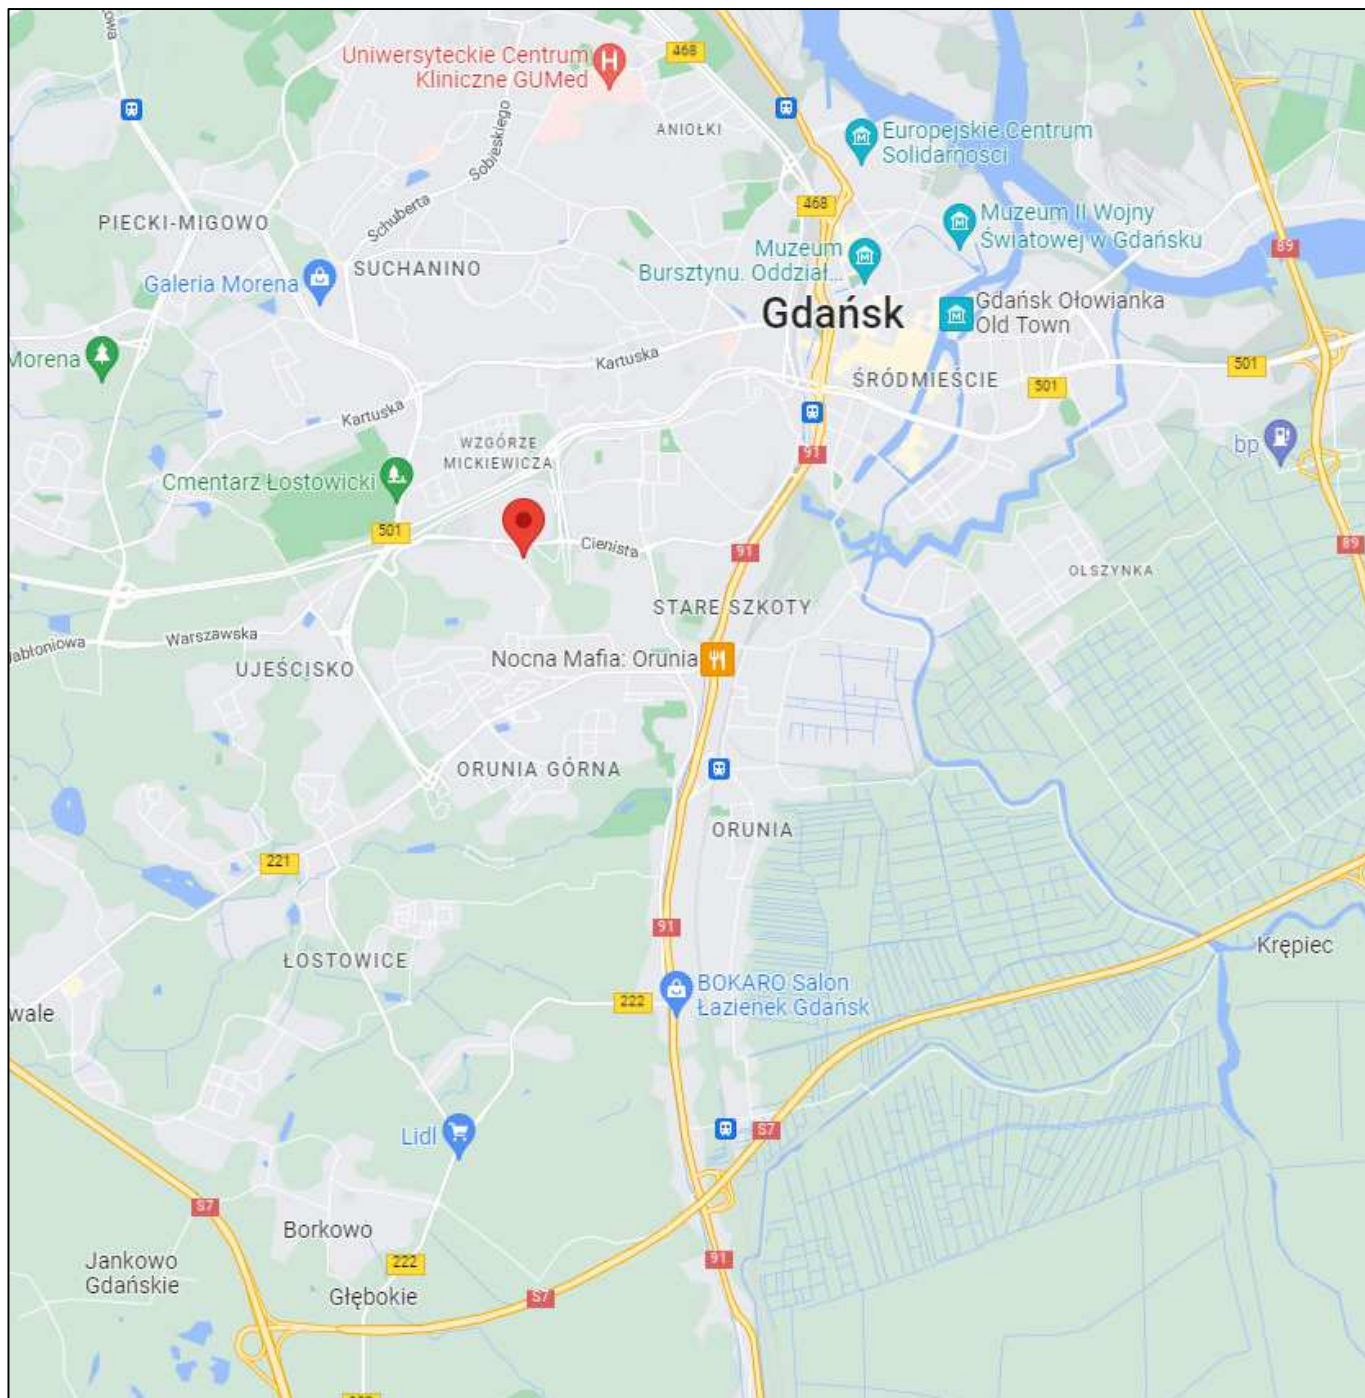 Uniwersyteckie Centrum
Kliniczne GUMed
468
Sobieskiego
ANIOŁKI
Europejskie Centrum
Solidarności
Schuberta
468
PIECKI-MIGOWO
Muzeum II Wojny
Światowej w Gdańsku
SUCHANINO
Muzeum
Bursztynu. Oddział...
89
Galeria Morena
Gdańsk
Gdańsk Ołowianka
Old Town
Morena
Kartuska
ŚRÓDMIEŚCIE
501
501
Kartuska
WZGÓRZE
MICKIEWICZA
91
bp
Cmentarz Łostowicki
501
Cienista
91
89
OLSZYNKA
STARE SZKOTY
Warszawska
Jabłoniowa
UJEŚCISKO
Nocna Mafia: Orunia
ORUNIA GÓRNA
ORUNIA
221
91
Krępiec
ŁOSTOWICE
BOKARO Salon
Łazienek Gdańsk
222
wale
Lidl
S7
S7
Borkowo
Jankowo
Gdańskie
222
91
Głębokie
S7